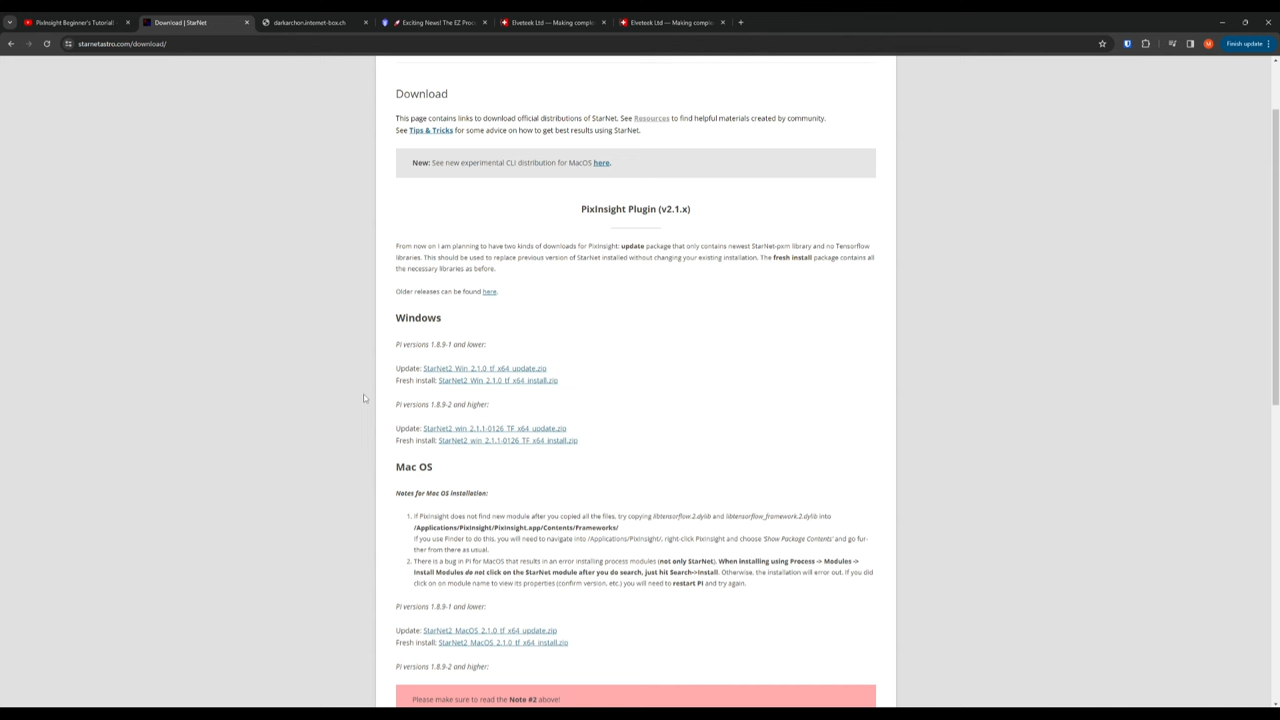 PixInsight Beginner's Tutorial:
Download | StarNet
darkarchon.internet-box.ch
🚀 Exciting News! The EZ Proc
Elveteek Ltd — Making comple
Elveteek Ltd — Making comple
starnetastro.com/download/
Finish update
Download
This page contains links to download official distributions of StarNet. See Resources to find helpful materials created by community.
See Tips & Tricks for some advice on how to get best results using StarNet.
New: See new experimental CLI distribution for MacOS here.
PixInsight Plugin (v2.1.x)
From now on I am planning to have two kinds of downloads for PixInsight: update package that only contains newest StarNet-pxm library and no Tensorflow
libraries. This should be used to replace previous version of StarNet installed without changing your existing installation. The fresh install package contains all
the necessary libraries as before.
Older releases can be found here.
Windows
PI versions 1.8.9-1 and lower:
Update: StarNet2_Win_2.1.0_tf_x64_update.zip
Fresh install: StarNet2_Win_2.1.0_tf_x64_install.zip
PI versions 1.8.9-2 and higher:
Update: StarNet2_win_2.1.1-0126_TF_x64_update.zip
Fresh install: StarNet2_win_2.1.1-0126_TF_x64_install.zip
Mac OS
Notes for Mac OS installation:
1. If PixInsight does not find new module after you copied all the files, try copying libtensorflow.2.dylib and libtensorflow_framework.2.dylib into
/Applications/PixInsight/PixInsight.app/Contents/Frameworks/
If you use Finder to do this, you will need to navigate into /Applications/PixInsight/, right-click PixInsight and choose 'Show Package Contents' and go fur-
ther from there as usual.
2. There is a bug in PI for MacOS that results in an error installing process modules (not only StarNet). When installing using Process -> Modules ->
Install Modules do not click on the StarNet module after you do search, just hit Search->Install. Otherwise, the installation will error out. If you did
click on on module name to view its properties (confirm version, etc.) you will need to restart PI and try again.
PI versions 1.8.9-1 and lower:
Update: StarNet2_MacOS_2.1.0_tf_x64_update.zip
Fresh install: StarNet2_MacOS_2.1.0_tf_x64_install.zip
PI versions 1.8.9-2 and higher:
Please make sure to read the Note #2 above!